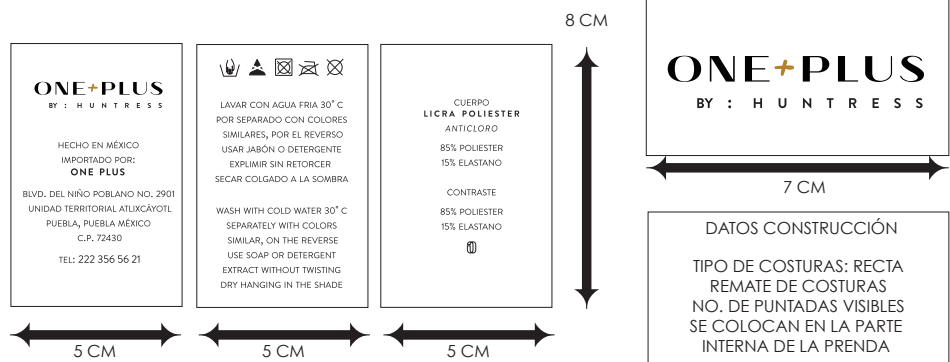 ONE+PLUS
BY : HUNTRESS
HECHO EN MÉXICO
IMPORTADO POR:
ONE PLUS
BLVD. DEL NIÑO POBLANO NO. 2901
UNIDAD TERRITORIAL ATLIXCÁYOTL
PUEBLA, PUEBLA MÉXICO
C.P. 72430
TEL: 222 356 56 21
5 CM
LAVAR CON AGUA FRIA 30° C
POR SEPARADO CON COLORES
SIMILARES, POR EL REVERSO
USAR JABÓN O DETERGENTE
EXPLIMIR SIN RETORCER
SECAR COLGADO A LA SOMBRA
WASH WITH COLD WATER 30° C
SEPARATELY WITH COLORS
SIMILAR, ON THE REVERSE
USE SOAP OR DETERGENT
EXTRACT WITHOUT TWISTING
DRY HANGING IN THE SHADE
5 CM
CUERPO
LICRA POLIESTER
ANTICLORO
85% POLIESTER
15% ELASTANO
CONTRASTE
85% POLIESTER
15% ELASTANO
5 CM
8 CM
ONE+PLUS
BY : HUNTRESS
7 CM
DATOS CONSTRUCCIÓN
TIPO DE COSTURAS: RECTA
REMATE DE COSTURAS
NO. DE PUNTADAS VISIBLES
SE COLOCAN EN LA PARTE
INTERNA DE LA PRENDA